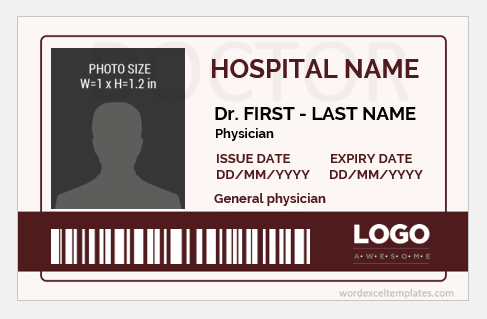 DOCTOR
PHOTO SIZE
W=1 x H=1.2 in
HOSPITAL NAME
Dr. FIRST - LAST NAME
Physician
ISSUE DATE EXPIRY DATE
DD/MM/YYYY DD/MM/YYYY
General physician
LOGO
A•W•E•S•O•M•E
wordexceltemplates.com